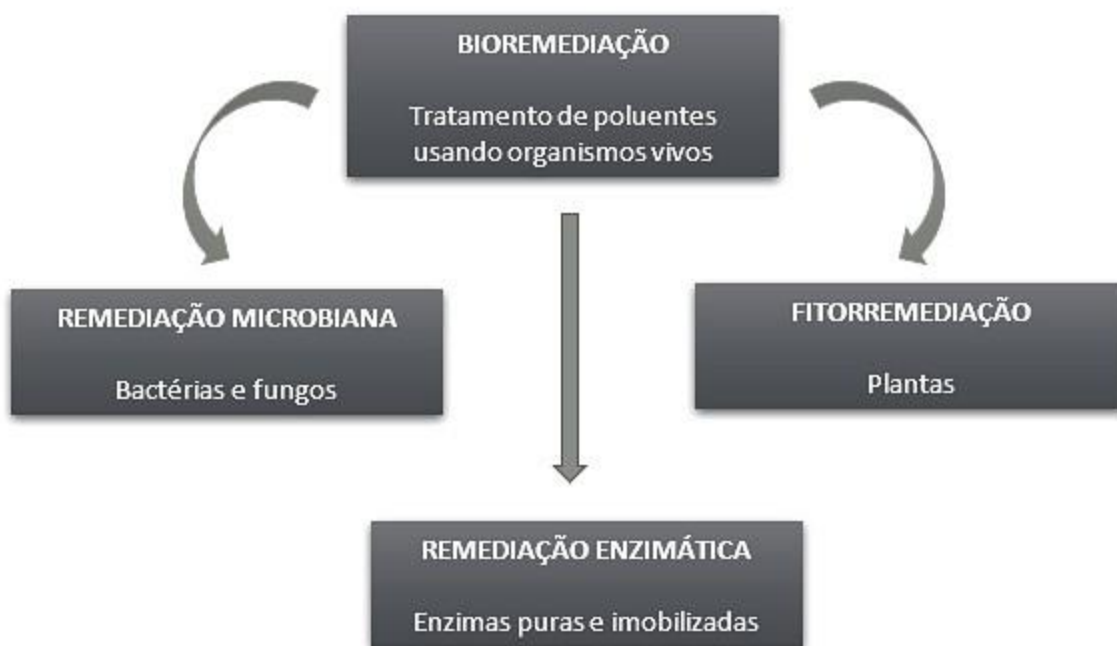 BIOREMEDIAÇÃO
Tratamento de poluentes
usando organismos vivos
REMEDIAÇÃO MICROBIANA
Bactérias e fungos
FITORREMEDIAÇÃO
Plantas
REMEDIAÇÃO ENZIMÁTICA
Enzimas puras e imobilizadas